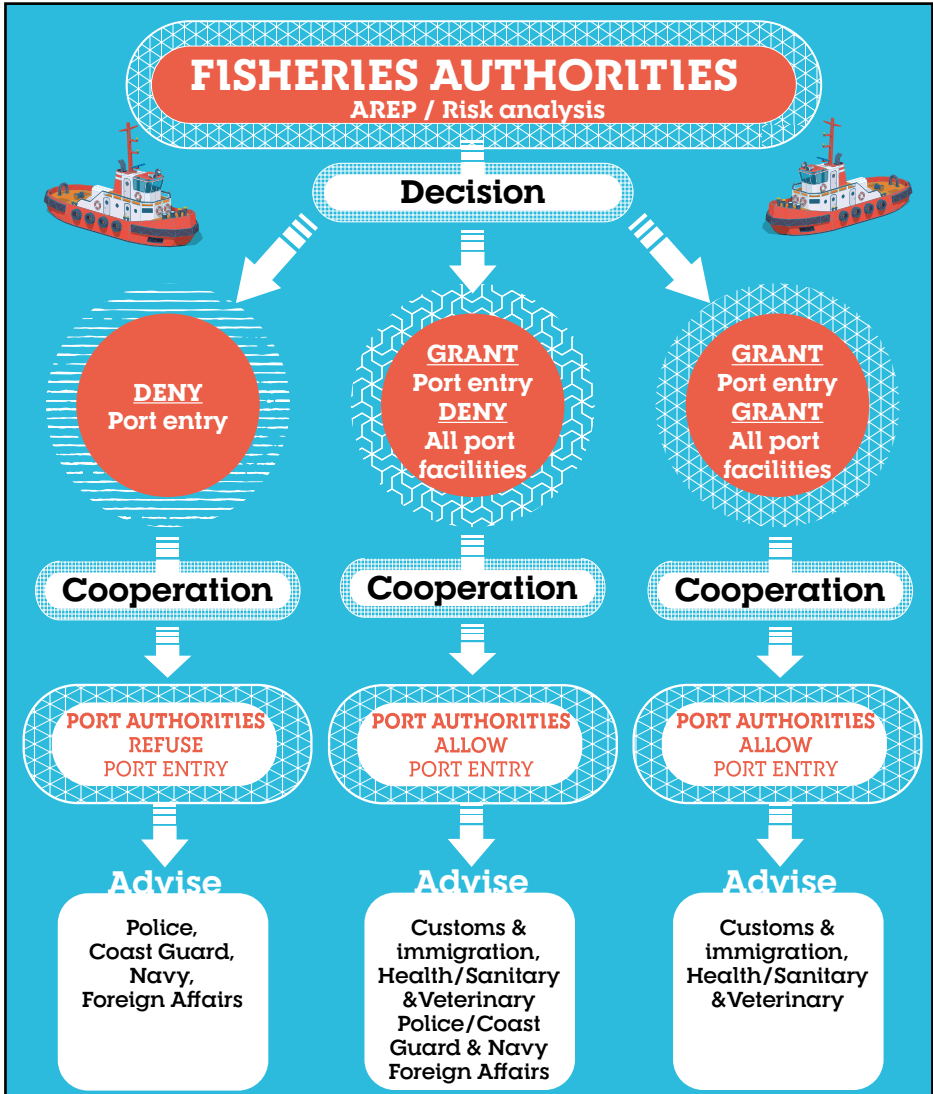 FISHERIES AUTHORITIES
AREP / Risk analysis
Decision
DENY
Port entry
GRANT
Port entry
DENY
All port
facilities
GRANT
Port entry
GRANT
All port
facilities
Cooperation
Cooperation
Cooperation
PORT AUTHORITIES
REFUSE
PORT ENTRY
PORT AUTHORITIES
ALLOW
PORT ENTRY
PORT AUTHORITIES
ALLOW
PORT ENTRY
Advise
Police,
Coast Guard,
Navy,
Foreign Affairs
Advise
Customs &
immigration,
Health/Sanitary
&Veterinary
Police/Coast
Guard & Navy
Foreign Affairs
Advise
Customs &
immigration,
Health/Sanitary
&Veterinary